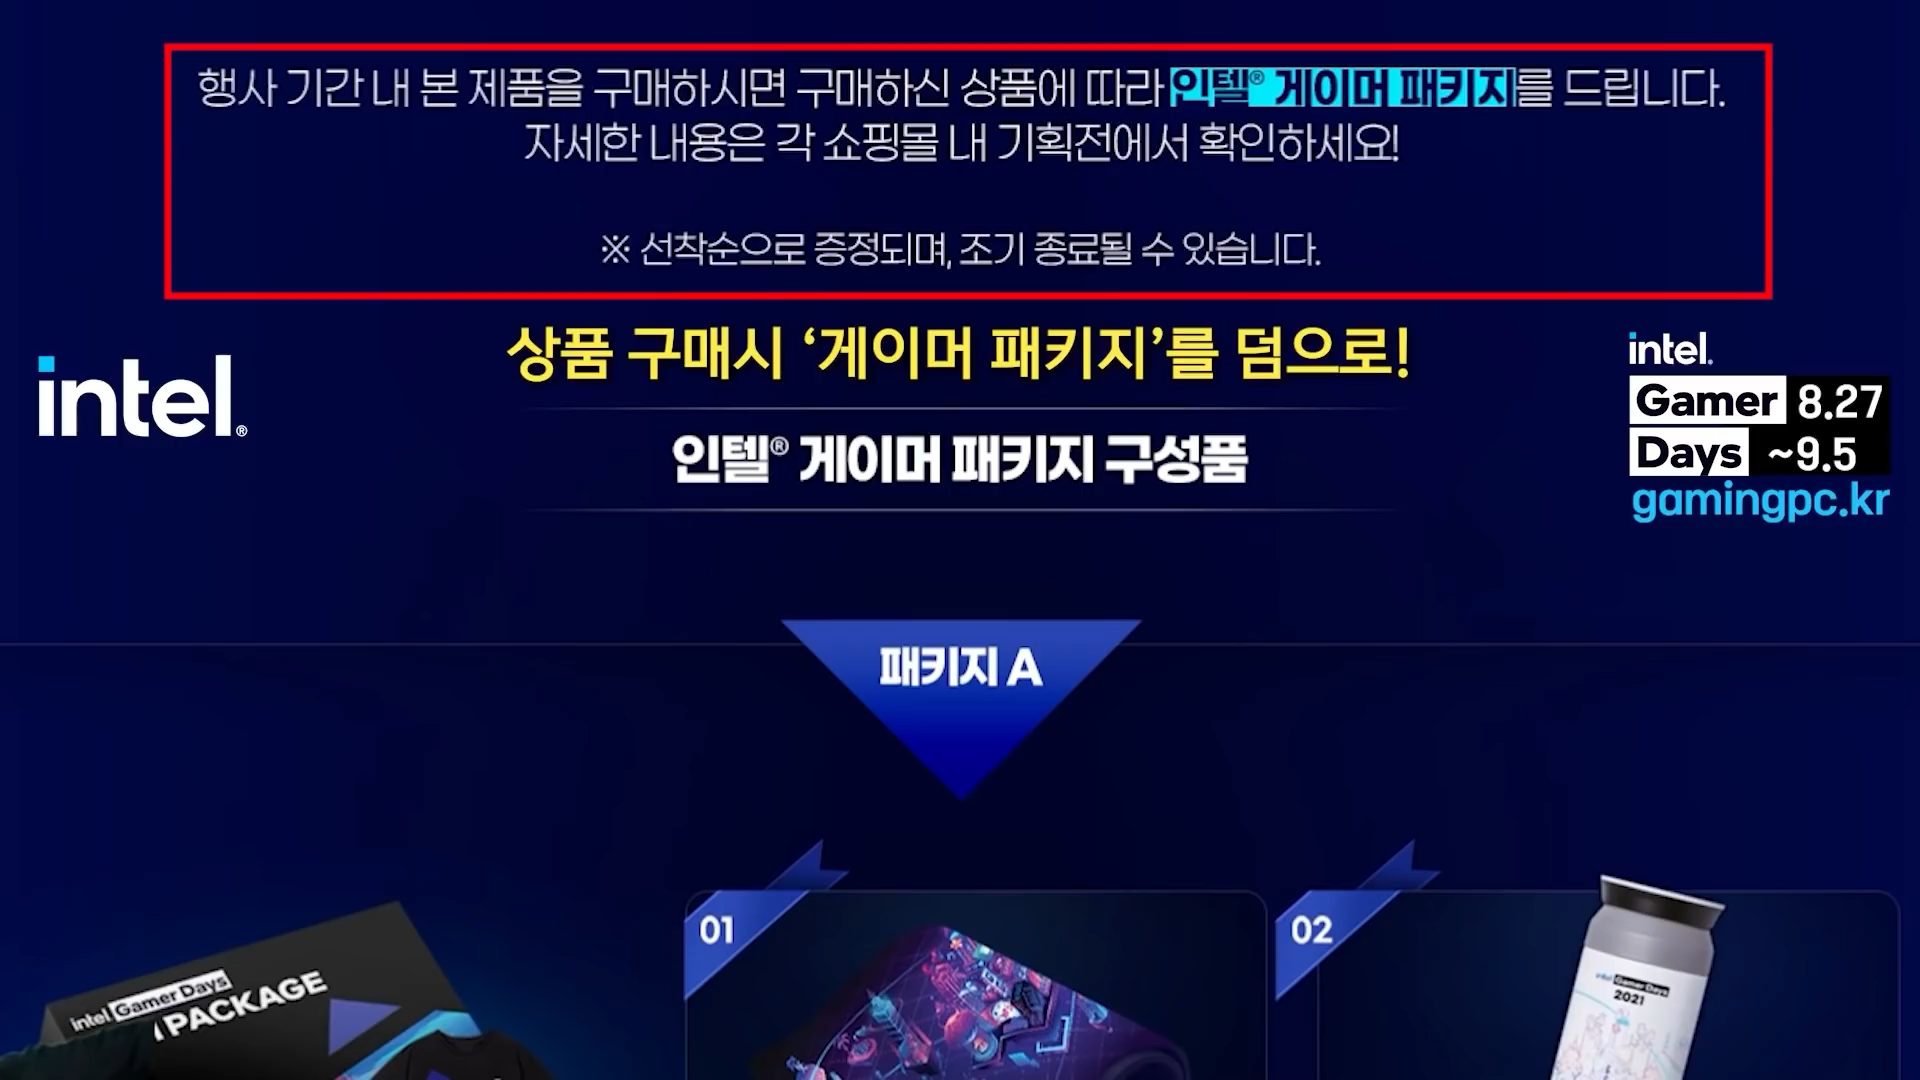 행사 기간 내 본 제품을 구매하시면 구매하신 상품에 따라 인텔® 게이머 패키지를 드립니다.
자세한 내용은 각 쇼핑몰 내 기획전에서 확인하세요!
※ 선착순으로 증정되며, 조기 종료될 수 있습니다.
상품 구매시 ‘게이머 패키지’를 덤으로!
intel®
인텔® 게이머 패키지 구성품
intel.
Gamer 8.27
Days ~9.5
gamingpc.kr
패키지 A
intel Gamer Days
PACKAGE
01
02
intel Gamer Days
2021